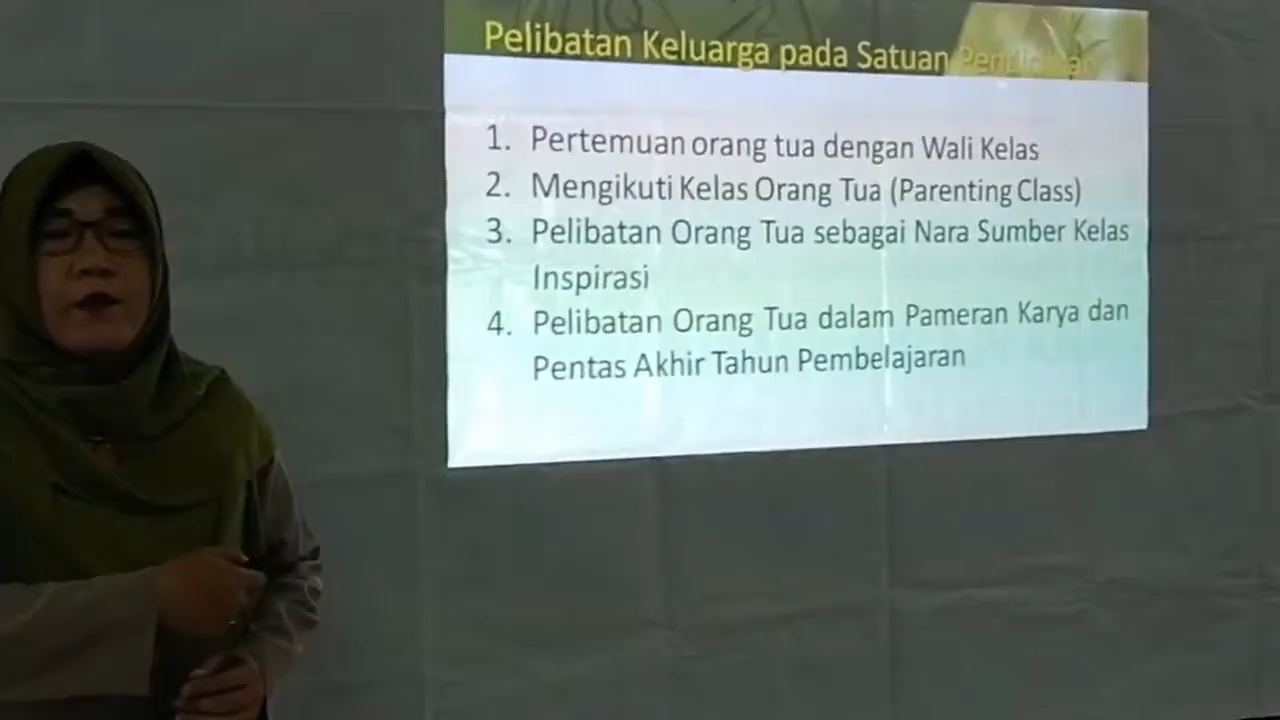 Pelibatan Keluarga pada Satuan Pendidikan
1. Pertemuan orang tua dengan Wali Kelas
2. Mengikuti Kelas Orang Tua (Parenting Class)
3. Pelibatan Orang Tua sebagai Nara Sumber Kelas
Inspirasi
4. Pelibatan Orang Tua dalam Pameran Karya dan
Pentas Akhir Tahun Pembelajaran